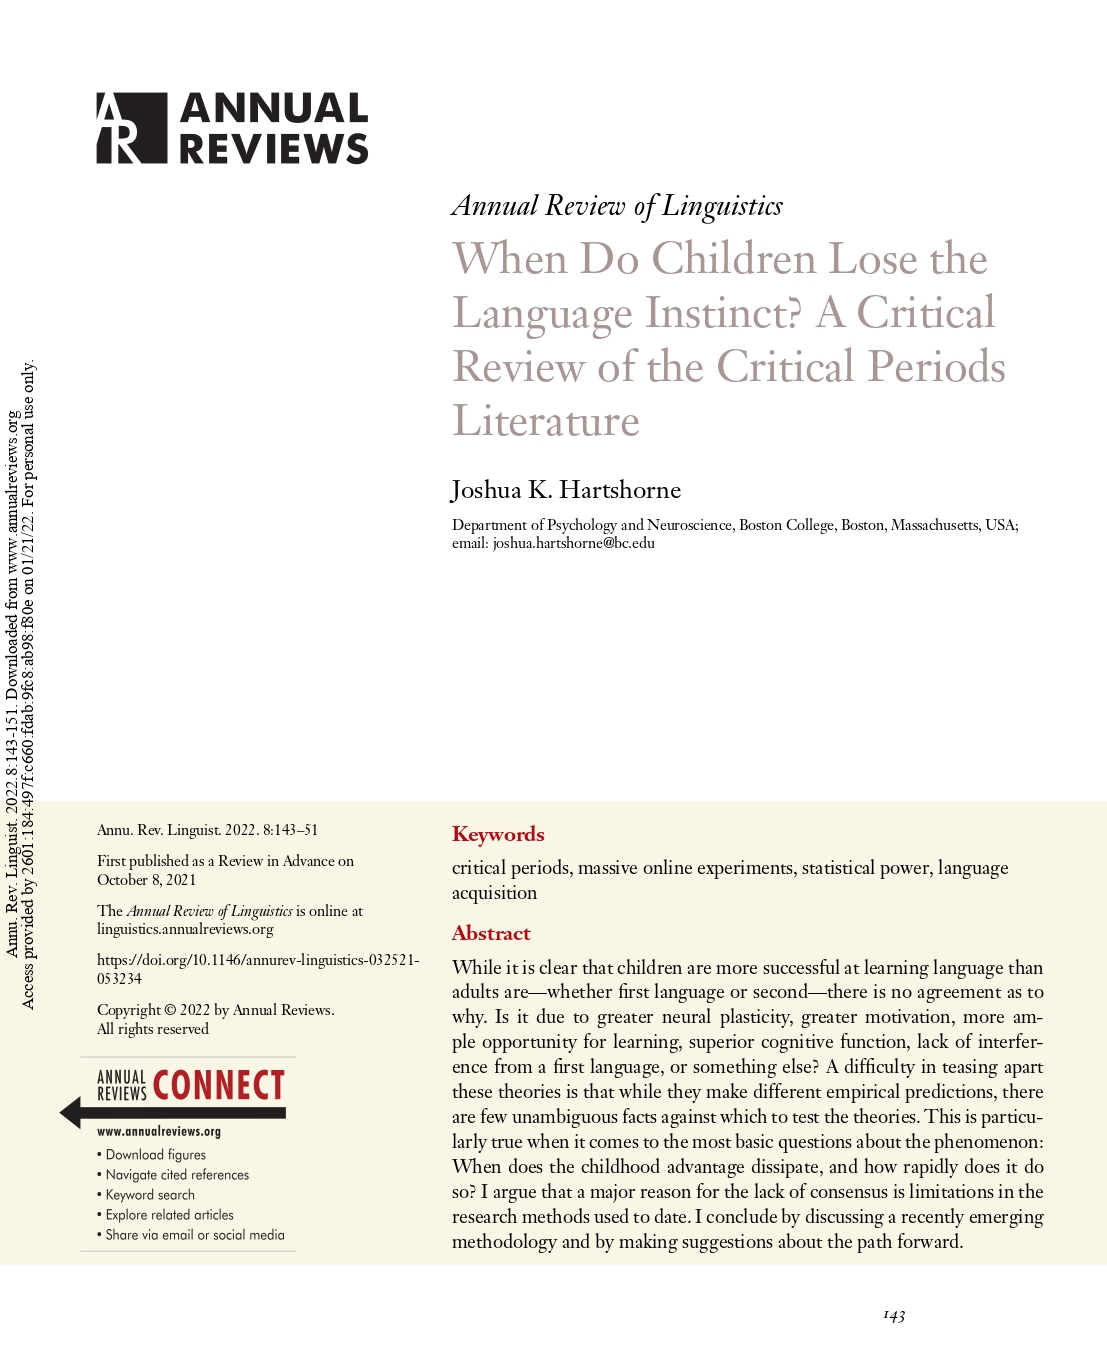 ANNUAL
REVIEWS
Annual Review of Linguistics
When Do Children Lose the
Language Instinct? A Critical
Review of the Critical Periods
Literature
Joshua K. Hartshorne
Department of Psychology and Neuroscience, Boston College, Boston, Massachusetts, USA;
email: joshua.hartshorne@bc.edu
Annu. Rev. Linguist. 2022.8:143-151. Downloaded from www.annualreviews.org
Access provided by 2601:184:497f:c660:fdab:9fc8:ab98:f80e on 01/21/22. For personal use only.
Annu. Rev. Linguist. 2022. 8:143–51
First published as a Review in Advance on
October 8, 2021
The Annual Review of Linguistics is online at
linguistics.annualreviews.org
https://doi.org/10.1146/annurev-linguistics-032521-
053234
Copyright © 2022 by Annual Reviews.
All rights reserved
ANNUAL
REVIEWS CONNECT
www.annualreviews.org
• Download figures
• Navigate cited references
• Keyword search
• Explore related articles
• Share via email or social media
Keywords
critical periods, massive online experiments, statistical power, language
acquisition
Abstract
While it is clear that children are more successful at learning language than
adults are—whether first language or second—there is no agreement as to
why. Is it due to greater neural plasticity, greater motivation, more am-
ple opportunity for learning, superior cognitive function, lack of interfer-
ence from a first language, or something else? A difficulty in teasing apart
these theories is that while they make different empirical predictions, there
are few unambiguous facts against which to test the theories. This is particu-
larly true when it comes to the most basic questions about the phenomenon:
When does the childhood advantage dissipate, and how rapidly does it do
so? I argue that a major reason for the lack of consensus is limitations in the
research methods used to date. I conclude by discussing a recently emerging
methodology and by making suggestions about the path forward.
143